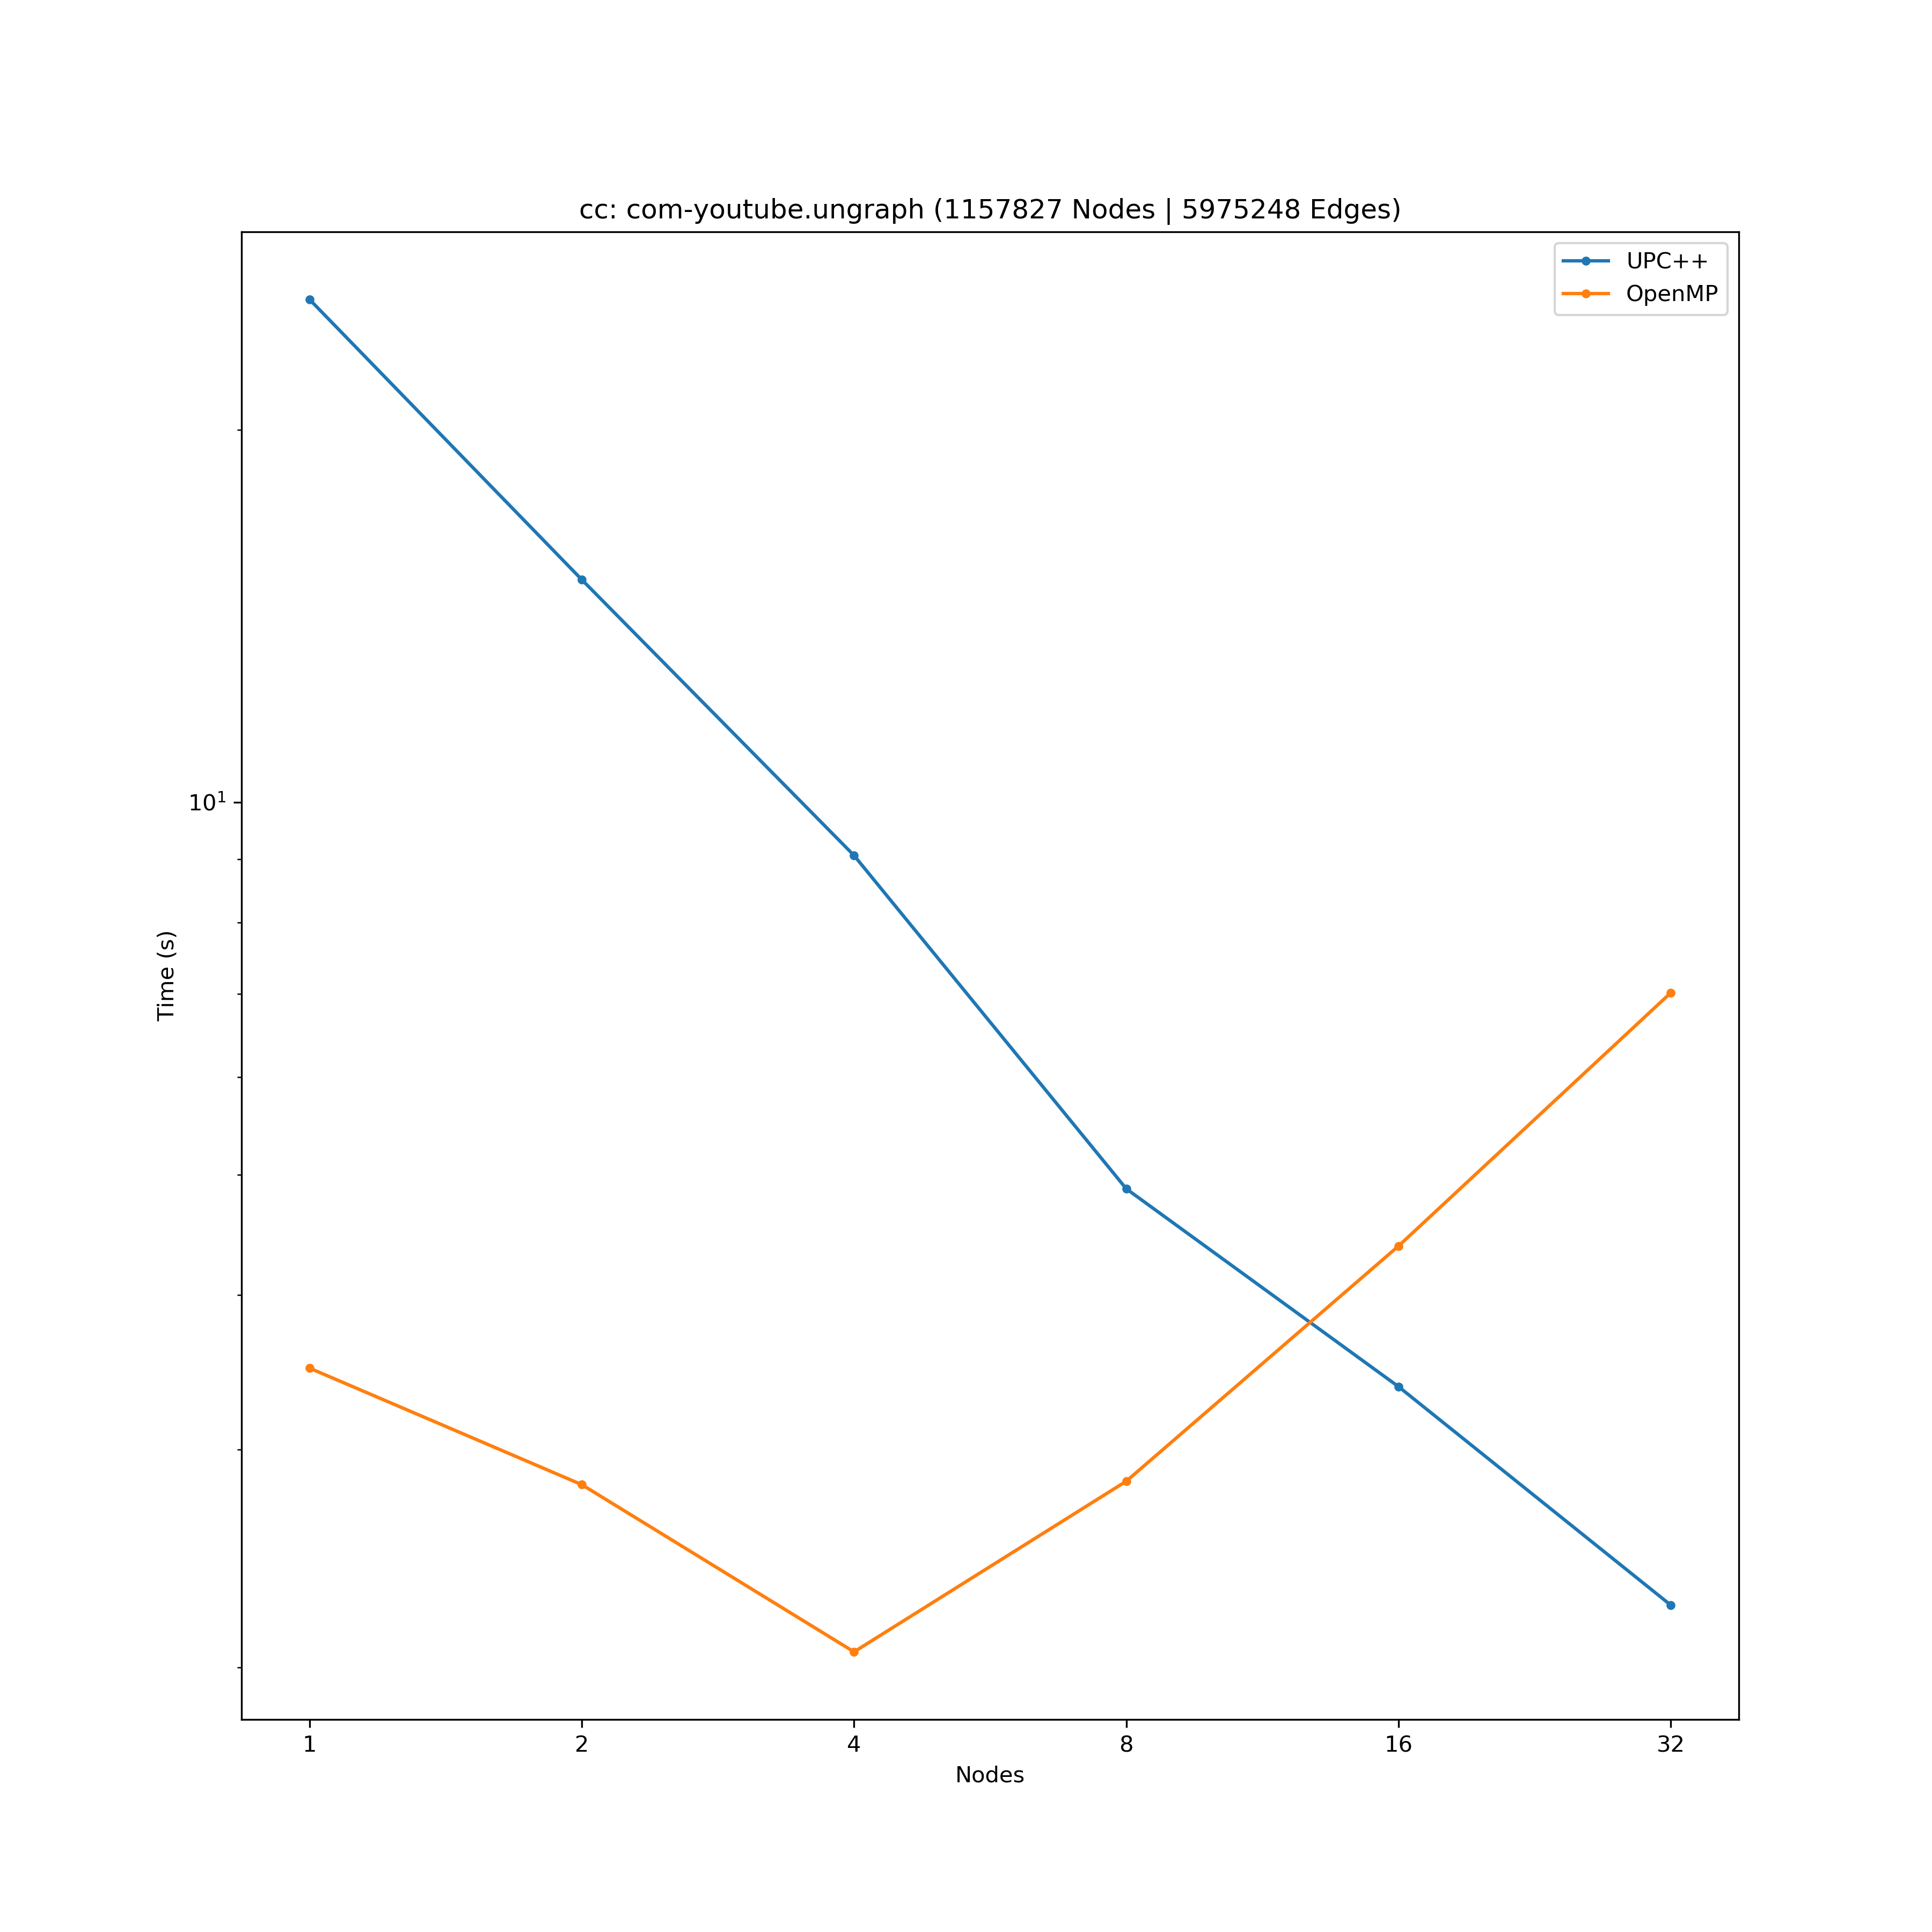 cc: com-youtube.ungraph (1157827 Nodes | 5975248 Edges)
UPC++
OpenMP
10¹
Time (s)
1 2 4 8 16 32
Nodes